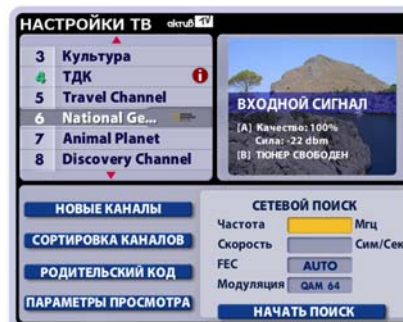 НАСТРОЙКИ ТВ akтив TV
3 Культура
4 ТДК
5 Travel Channel
6 National Ge...
7 Animal Planet
8 Discovery Channel
ВХОДНОЙ СИГНАЛ
[A] Качество: 100%
Сила: -22 dbm
[B] ТЮНЕР СВОБОДЕН
НОВЫЕ КАНАЛЫ
СОРТИРОВКА КАНАЛОВ
РОДИТЕЛЬСКИЙ КОД
ПАРАМЕТРЫ ПРОСМОТРА
СЕТЕВОЙ ПОИСК
Частота Мгц
Скорость Сим/Сек
FEC AUTO
Модуляция QAM 64
НАЧАТЬ ПОИСК